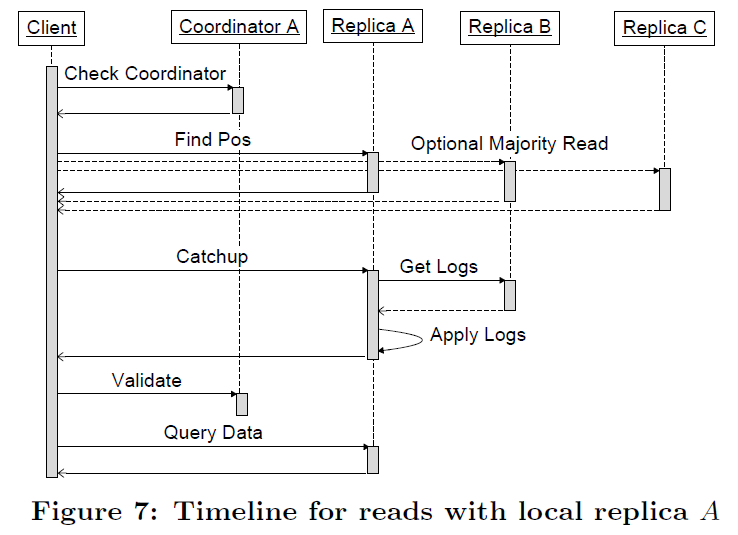 Client
Coordinator A
Replica A
Replica B
Replica C
Check Coordinator
Find Pos
Optional Majority Read
Catchup
Get Logs
Apply Logs
Validate
Query Data
Figure 7: Timeline for reads with local replica A